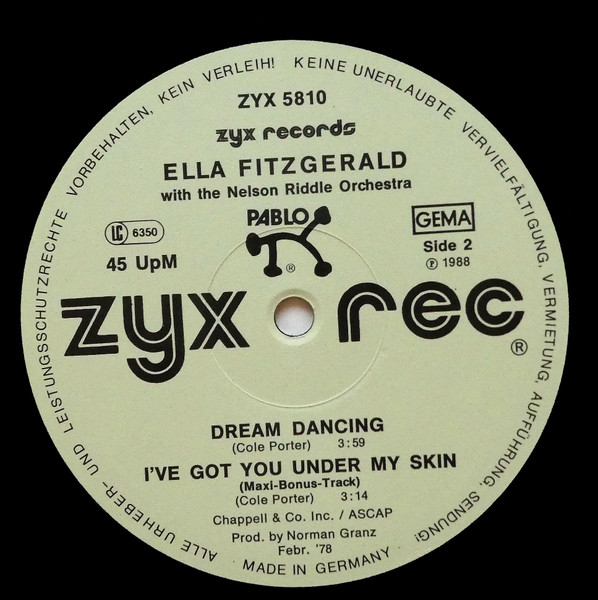 ALLE URHEBER- UND LEISTUNGSSCHUTZRECHTE VORBEHALTEN, KEIN VERLEIH! KEINE UNERLAUBTE VERVIELFÄLTIGUNG, VERMIETUNG, AUFFÜHRUNG, SENDUNG!
ZYX 5810
zyx records
ELLA FITZGERALD
with the Nelson Riddle Orchestra
PABLO
®
LC 6350
GEMA
45 UpM
Side 2
℗ 1988
zyx rec
®
DREAM DANCING
(Cole Porter) 3:59
I'VE GOT YOU UNDER MY SKIN
(Maxi-Bonus-Track)
(Cole Porter) 3:14
Chappell & Co. Inc. / ASCAP
Prod. by Norman Granz
Febr. '78
MADE IN GERMANY